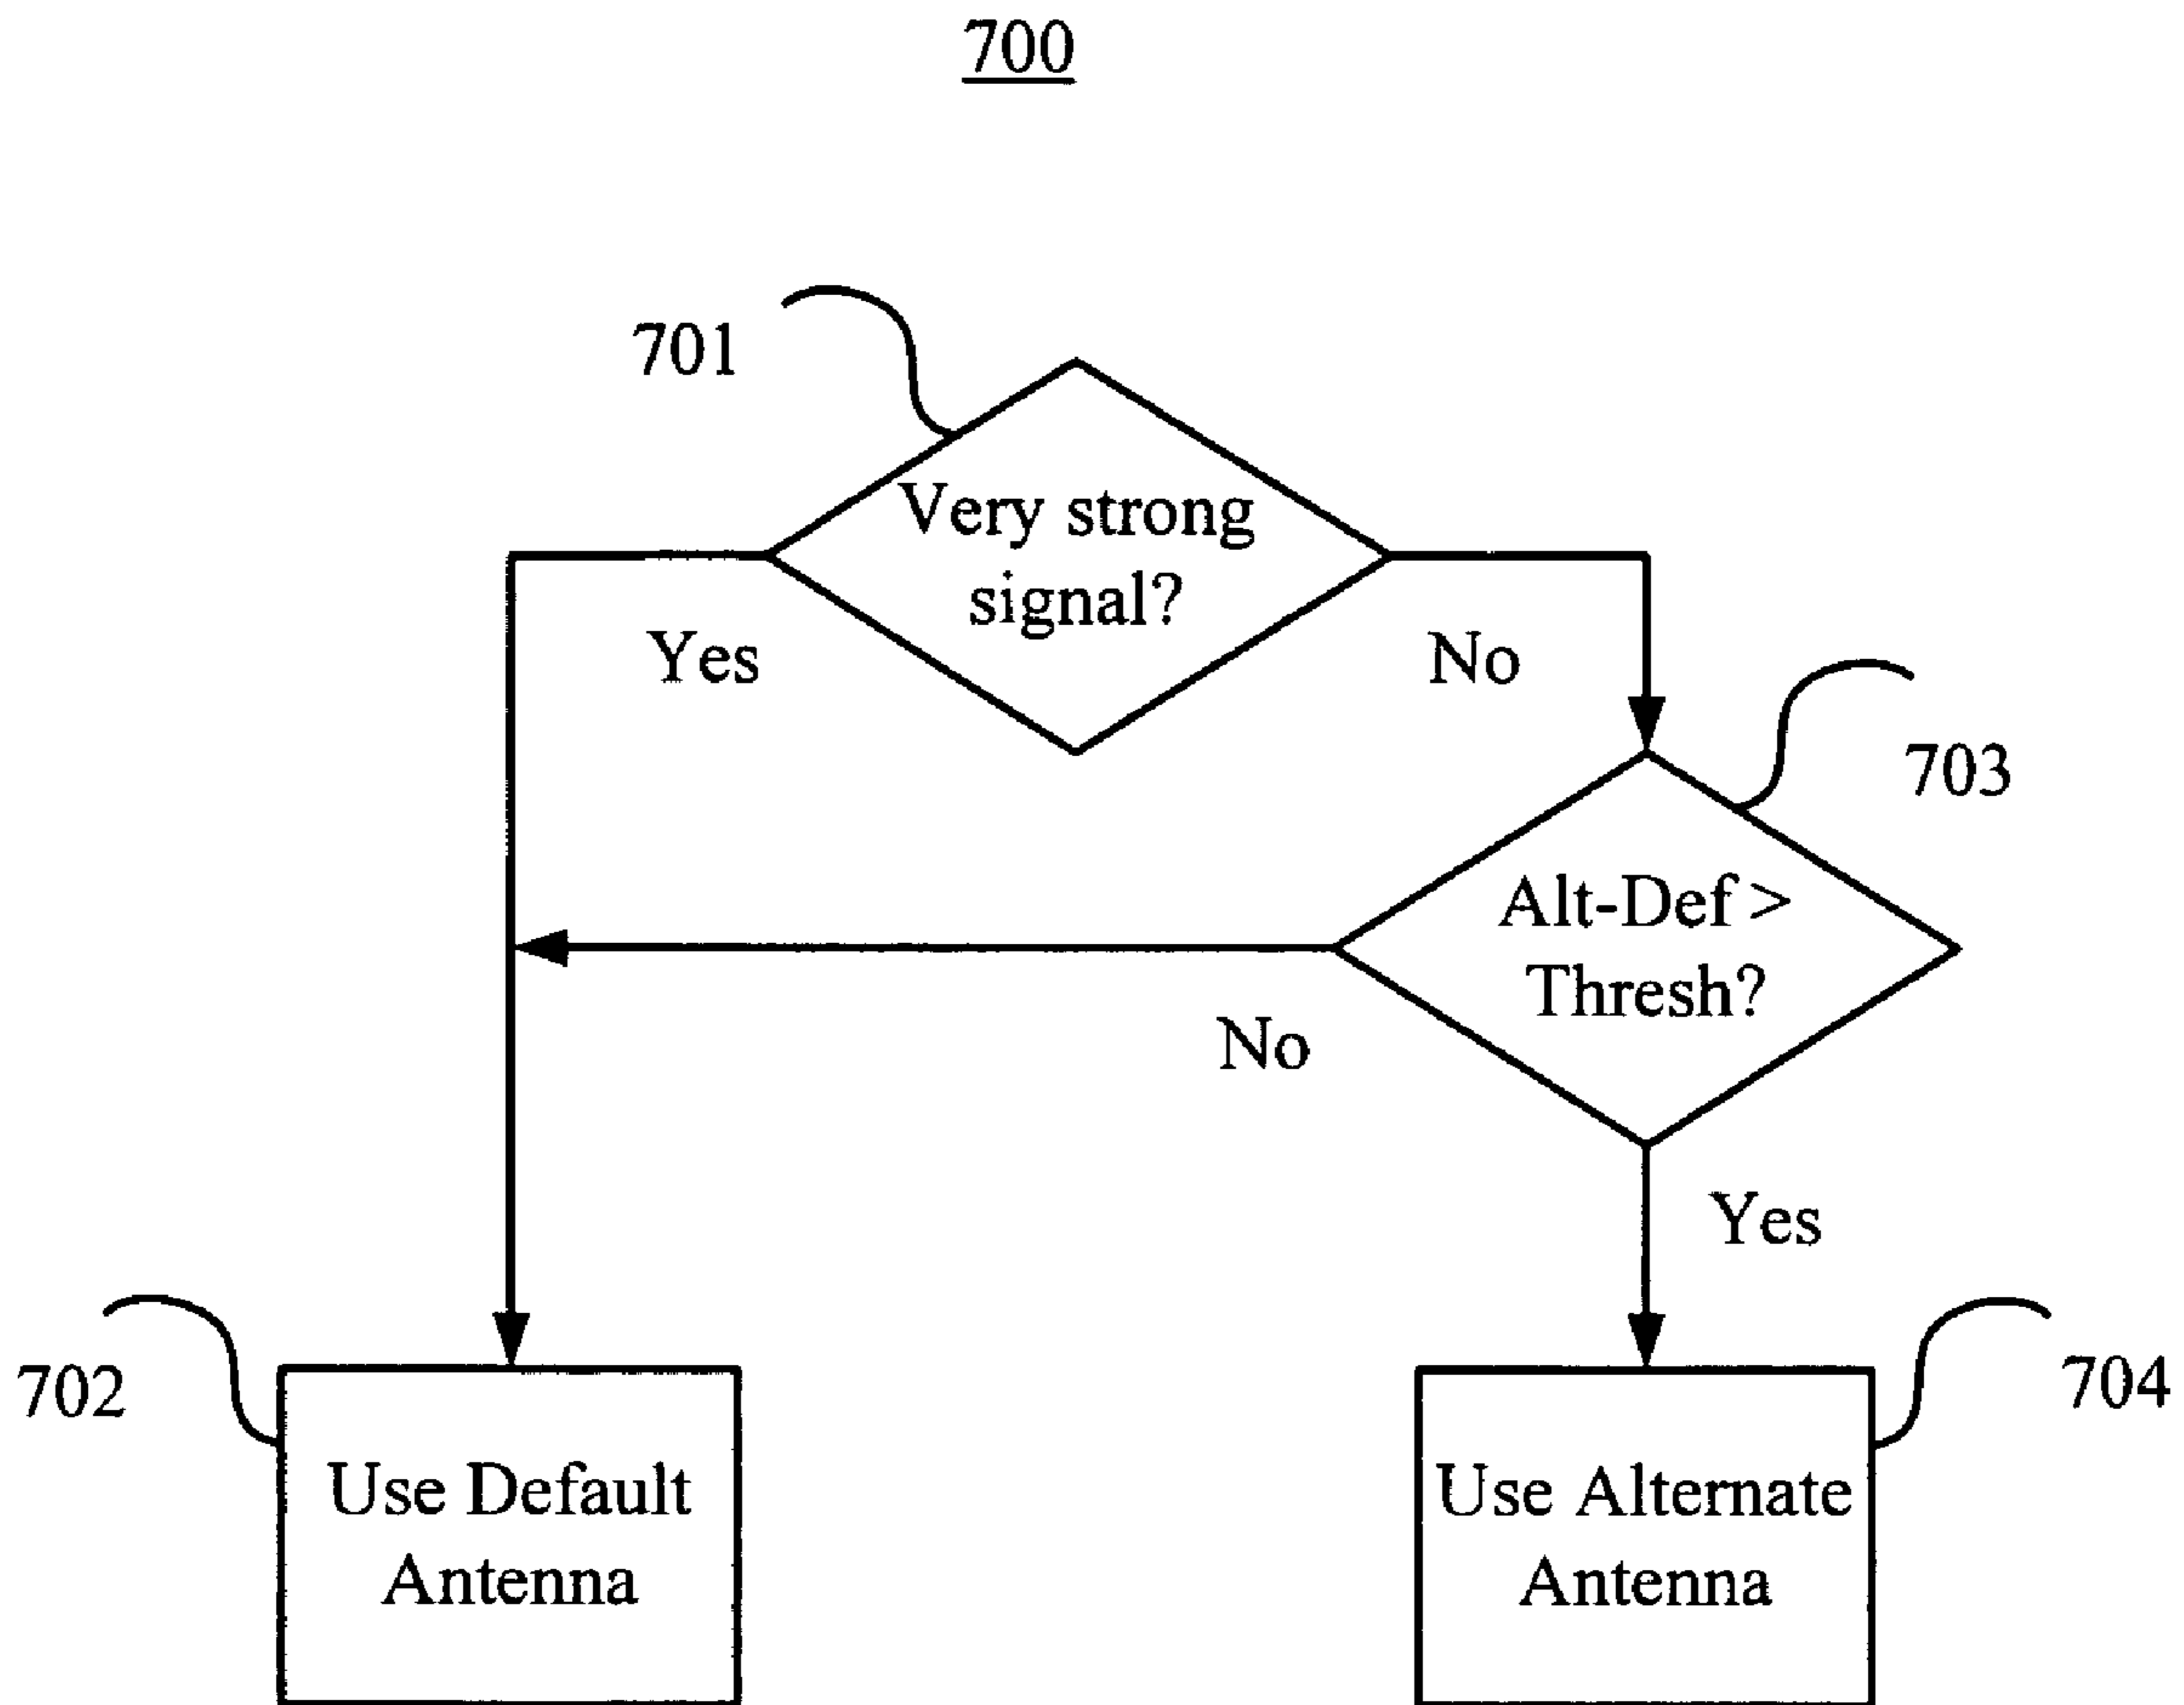 700
701
Very strong
signal?
Yes
No
703
Alt-Def >
Thresh?
No
Yes
702
704
Use Default
Antenna
Use Alternate
Antenna